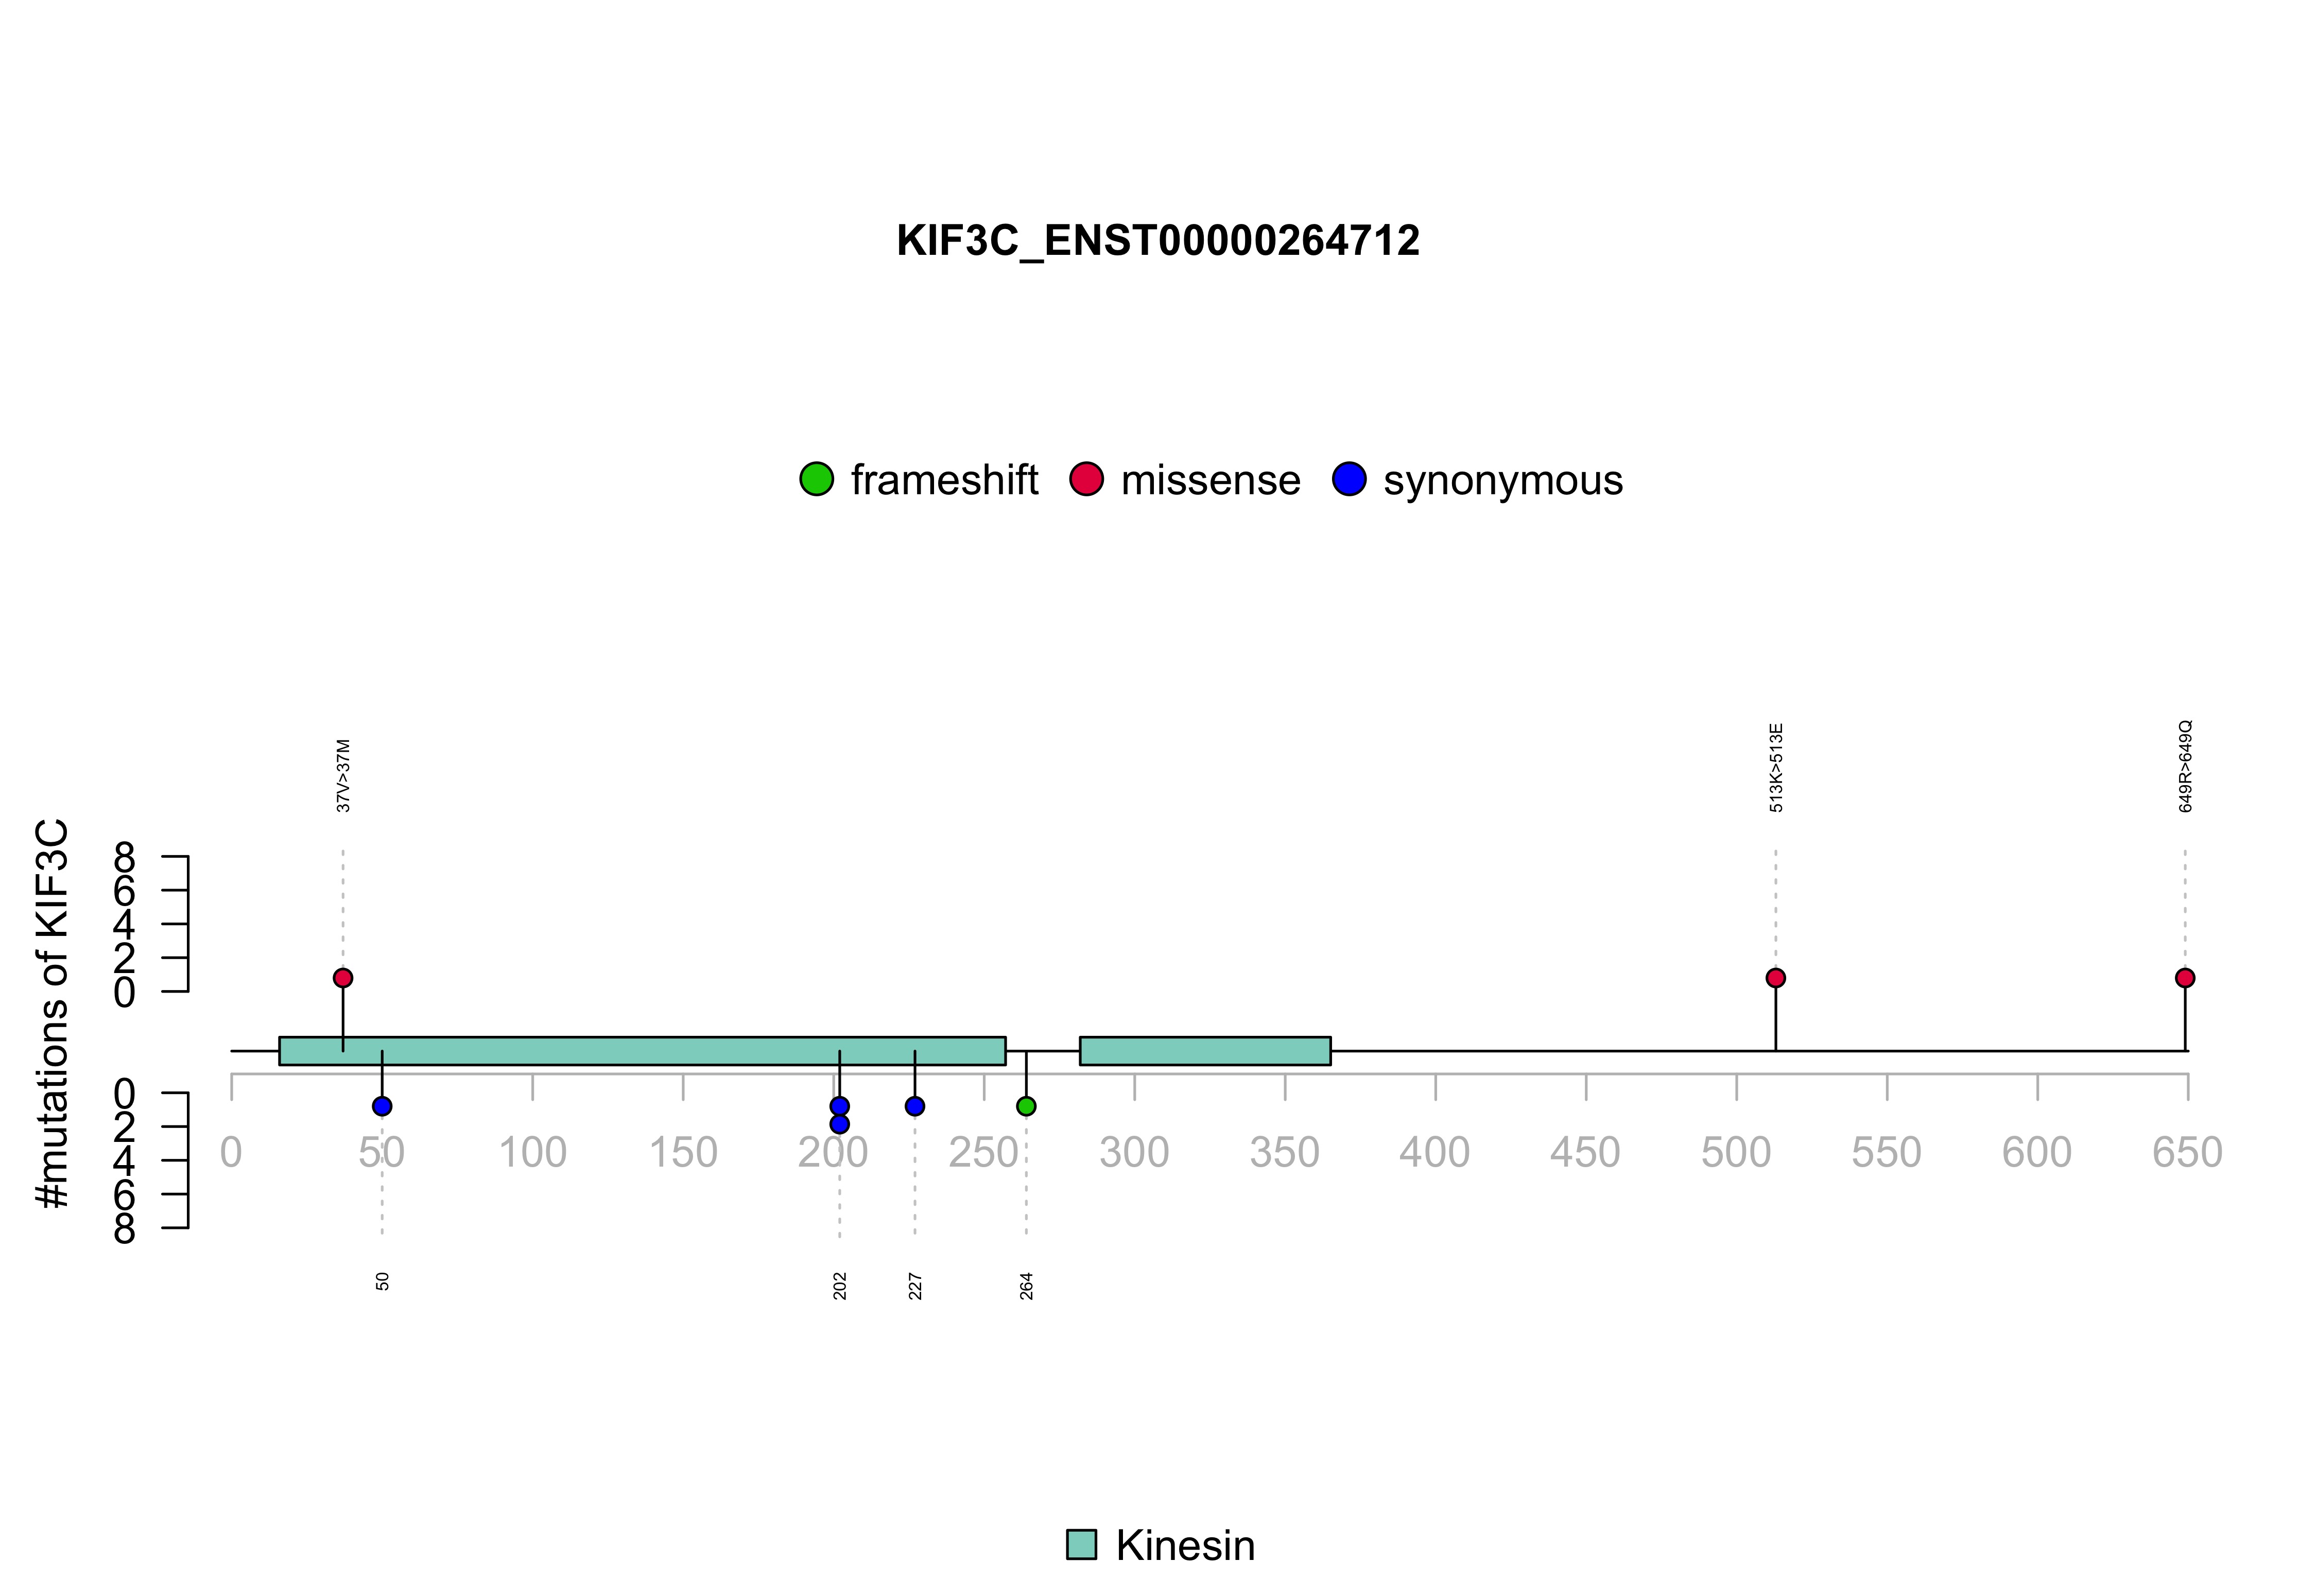 KIF3C_ENST00000264712
frameshift missense synonymous
37V>37M
513K>513E
649R>649Q
#mutations of KIF3C
8
6
4
2
0
0
2
4
6
8
0 50 100 150 200 250 300 350 400 450 500 550 600 650
50
202
227
264
Kinesin